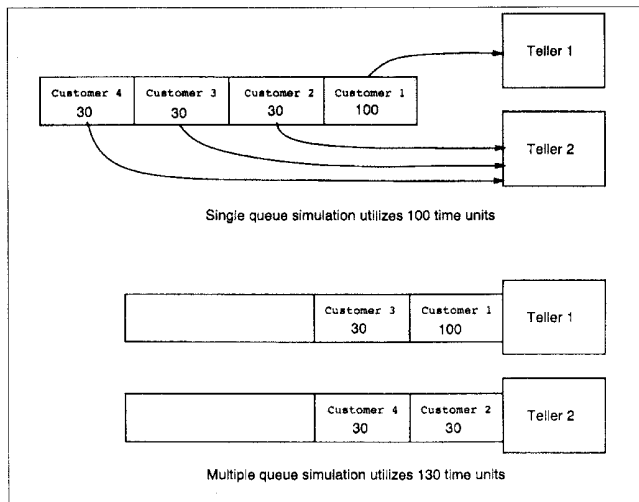 Teller 1
Customer 4 Customer 3 Customer 2 Customer 1
30 30 30 100
Teller 2
Single queue simulation utilizes 100 time units
Customer 3 Customer 1
30 100
Teller 1
Customer 4 Customer 2
30 30
Teller 2
Multiple queue simulation utilizes 130 time units